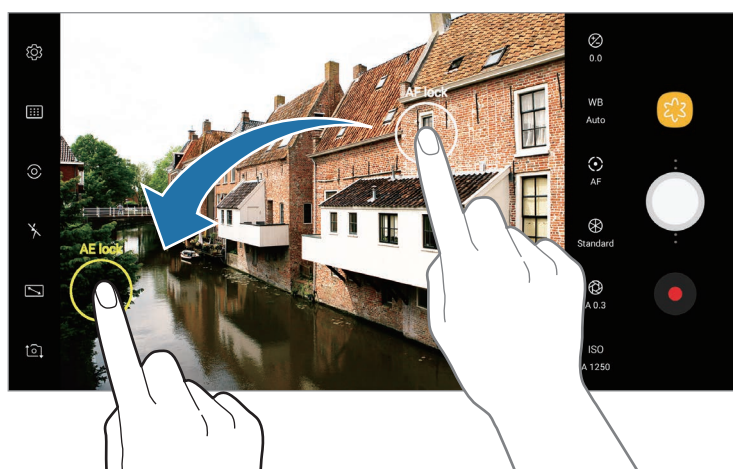 AF lock
AE lock
0.0
WB
Auto
AF
Standard
A 0.3
ISO
A 1250